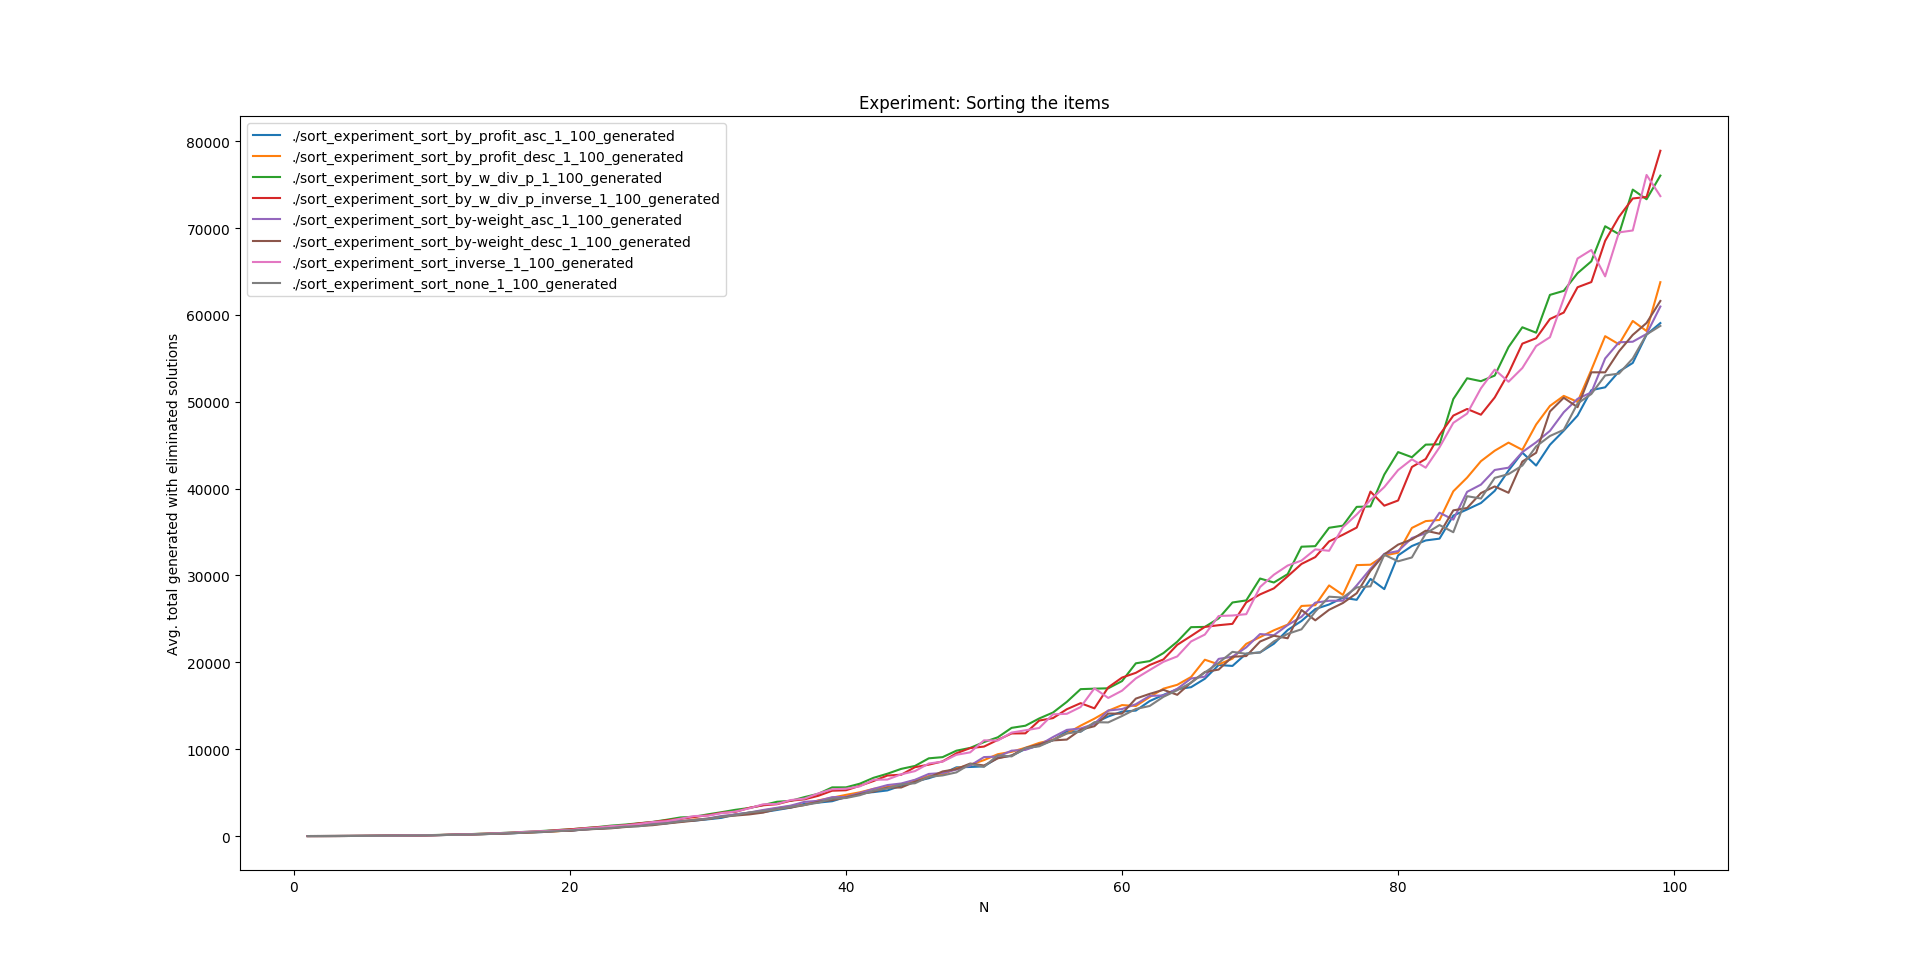 Experiment: Sorting the items
./sort_experiment_sort_by_profit_asc_1_100_generated
./sort_experiment_sort_by_profit_desc_1_100_generated
./sort_experiment_sort_by_w_div_p_1_100_generated
./sort_experiment_sort_by_w_div_p_inverse_1_100_generated
./sort_experiment_sort_by-weight_asc_1_100_generated
./sort_experiment_sort_by-weight_desc_1_100_generated
./sort_experiment_sort_inverse_1_100_generated
./sort_experiment_sort_none_1_100_generated
80000
70000
60000
50000
40000
30000
20000
10000
0
Avg. total generated with eliminated solutions
0 20 40 60 80 100
N